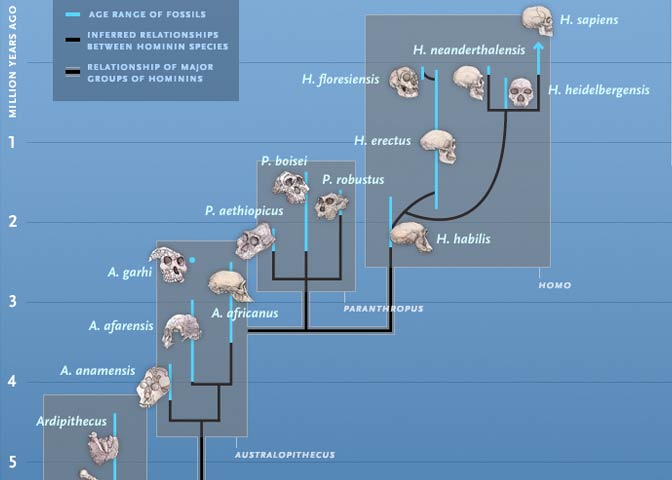 MILLION YEARS AGO
AGE RANGE OF FOSSILS
INFERRED RELATIONSHIPS
BETWEEN HOMININ SPECIES
RELATIONSHIP OF MAJOR
GROUPS OF HOMININS
H. sapiens
H. neanderthalensis
H. floresiensis
H. heidelbergensis
1
H. erectus
P. boisei
P. robustus
P. aethiopicus
2
H. habilis
A. garhi
HOMO
3
A. africanus
PARANTHROPUS
A. afarensis
A. anamensis
4
Ardipithecus
AUSTRALOPITHECUS
5